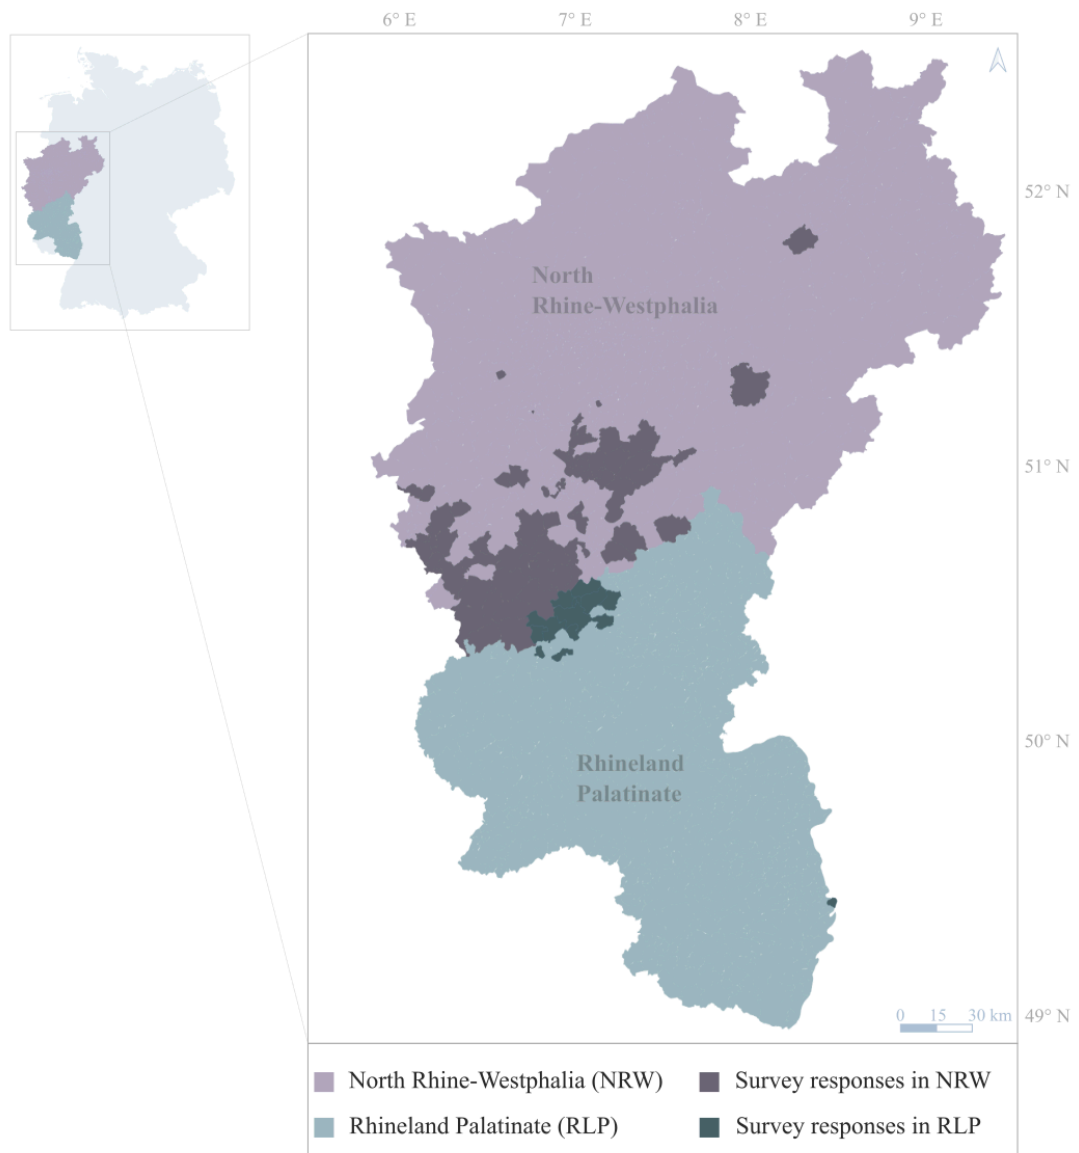 6° E 7° E 8° E 9° E
52° N
North
Rhine-Westphalia
51° N
50° N
Rhineland
Palatinate
0 15 30 km
49° N
North Rhine-Westphalia (NRW) Survey responses in NRW
Rhineland Palatinate (RLP) Survey responses in RLP